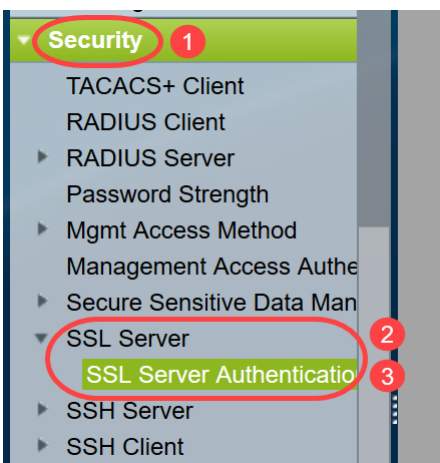 Security 1
TACACS+ Client
RADIUS Client
RADIUS Server
Password Strength
Mgmt Access Method
Management Access Authe
Secure Sensitive Data Man
SSL Server 2
SSL Server Authenticatio 3
SSH Server
SSH Client